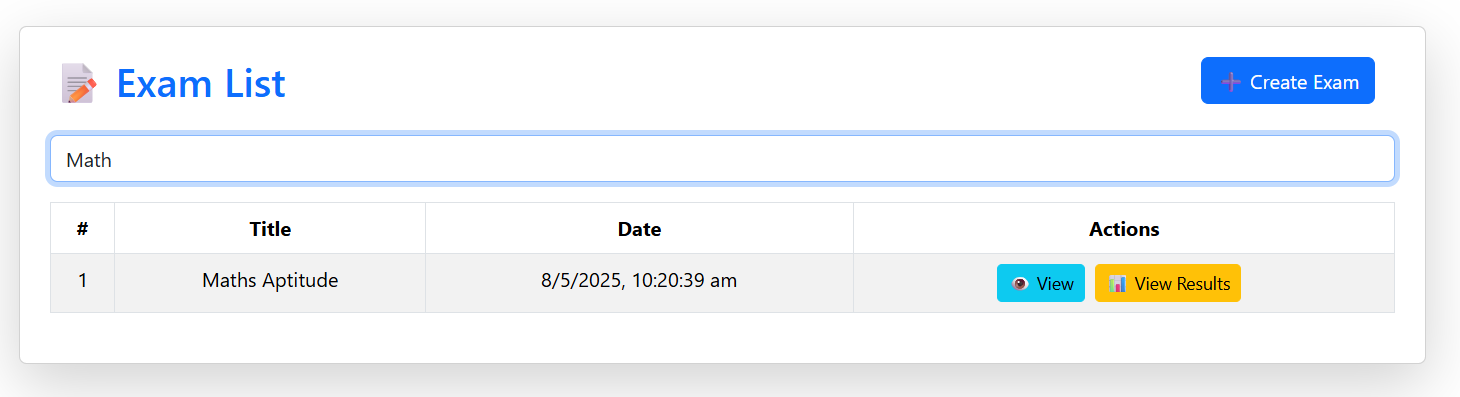 Exam List
Create Exam
Math
# Title Date Actions
1 Maths Aptitude 8/5/2025, 10:20:39 am View View Results